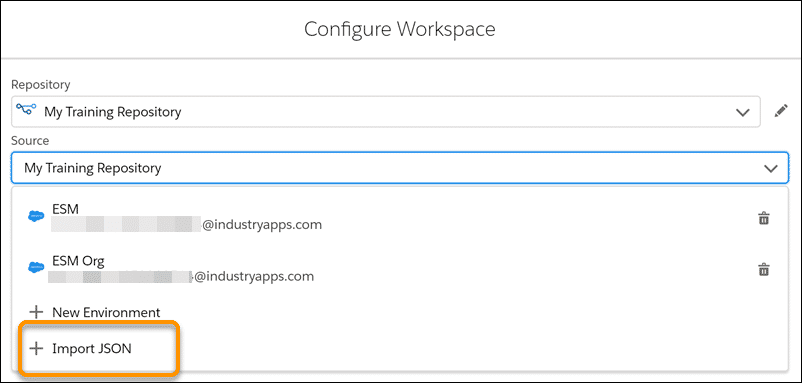 Configure Workspace
Repository
My Training Repository
Source
My Training Repository
ESM
@industryapps.com
ESM Org
@industryapps.com
New Environment
Import JSON